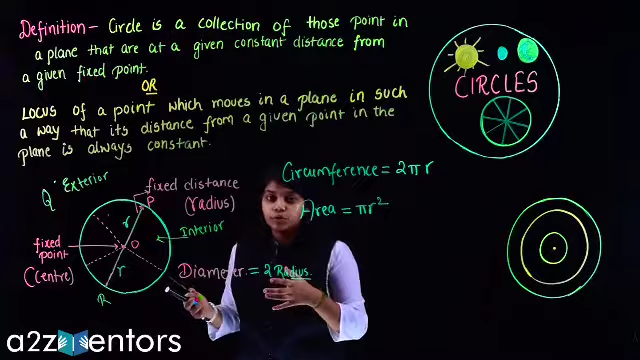 Definition- Circle is a collection of those point in
a plane that are at a given constant distance from
a given fixed point.
OR
Locus of a point which moves in a plane in such
a way that its distance from a given point in the
plane is always constant.
CIRCLES
Q
Exterior
fixed distance
(radius)
P
r
Interior
fixed
point
(Centre)
O
r
R
Circumference = 2πr
Area = πr²
Diameter = 2 Radius.
a2z mentors